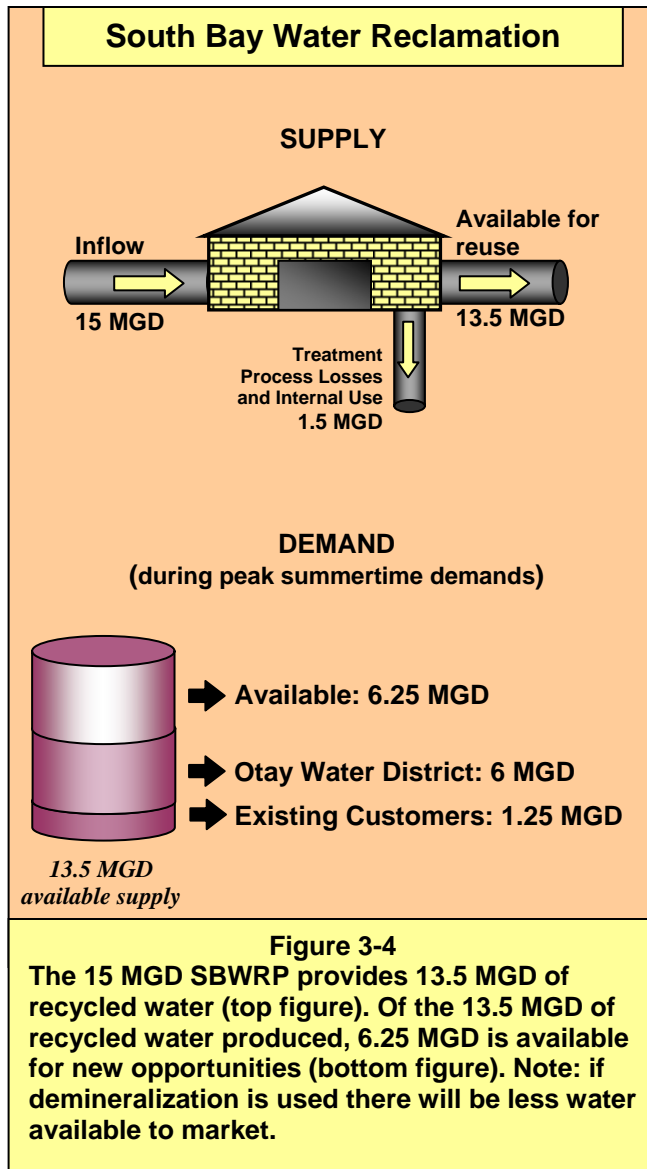 South Bay Water Reclamation
SUPPLY
Inflow
15 MGD
Available for
reuse
13.5 MGD
Treatment
Process Losses
and Internal Use
1.5 MGD
DEMAND
(during peak summertime demands)
Available: 6.25 MGD
Otay Water District: 6 MGD
Existing Customers: 1.25 MGD
13.5 MGD
available supply
Figure 3-4
The 15 MGD SBWRP provides 13.5 MGD of
recycled water (top figure). Of the 13.5 MGD of
recycled water produced, 6.25 MGD is available
for new opportunities (bottom figure). Note: if
demineralization is used there will be less water
available to market.